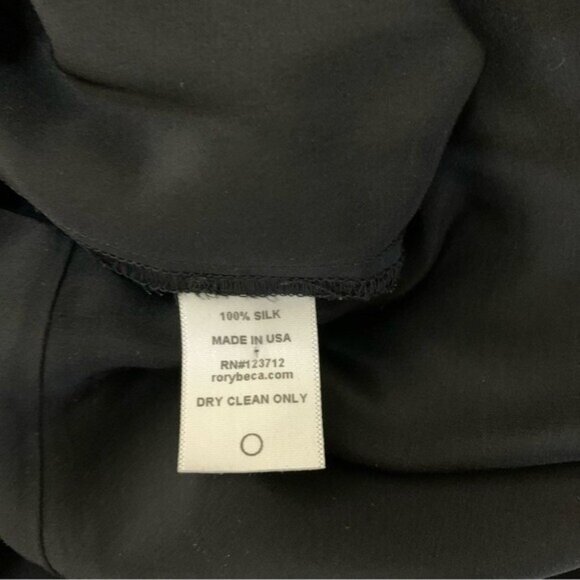 100% SILK
MADE IN USA
RN#123712
rorybeca.com
DRY CLEAN ONLY